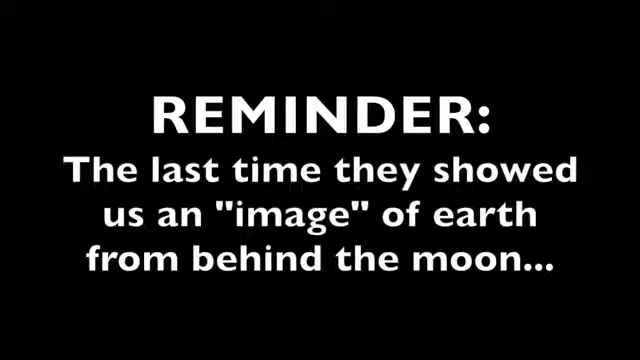 REMINDER:
The last time they showed
us an "image" of earth
from behind the moon...